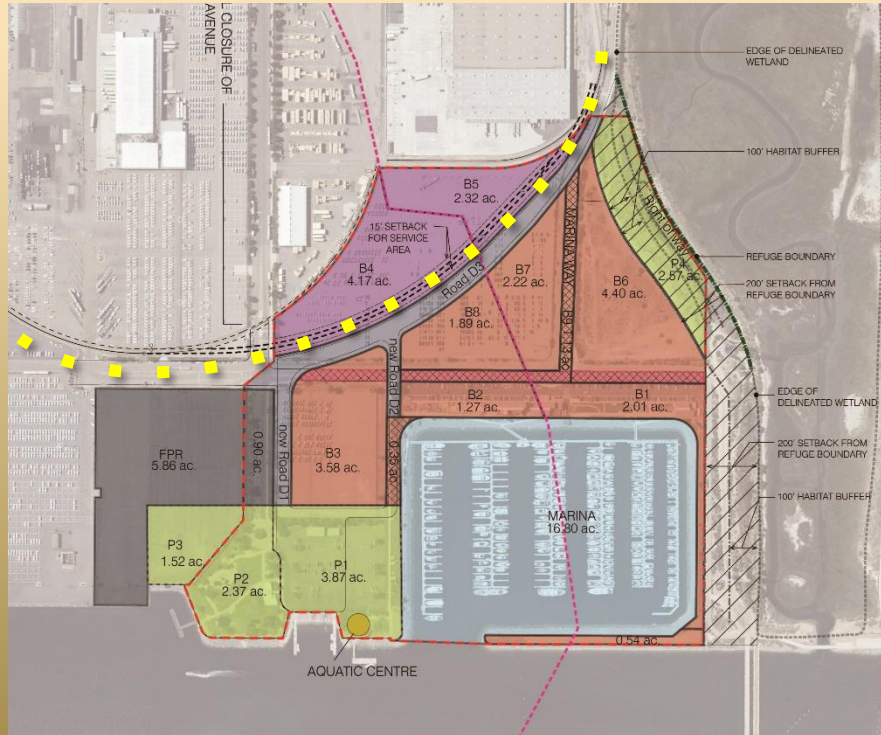 L CLOSURE OF
AVENUE
EDGE OF DELINEATED
WETLAND
100' HABITAT BUFFER
Right of way
REFUGE BOUNDARY
P4
2.57 ac.
200' SETBACK FROM
REFUGE BOUNDARY
B5
2.32 ac.
15' SETBACK
FOR SERVICE
AREA
B4
4.17 ac.
Road D3
MARINA WAY
B7
2.22 ac.
B6
4.40 ac.
B8
1.89 ac.
new Road D2
B2
1.27 ac.
B1
2.01 ac.
EDGE OF
DELINEATED WETLAND
200' SETBACK FROM
REFUGE BOUNDARY
100' HABITAT BUFFER
FPR
5.86 ac.
0.90 ac.
new Road D1
B3
3.58 ac.
MARINA
16.80 ac.
P3
1.52 ac.
P2
2.37 ac.
P1
3.87 ac.
0.54 ac.
AQUATIC CENTRE